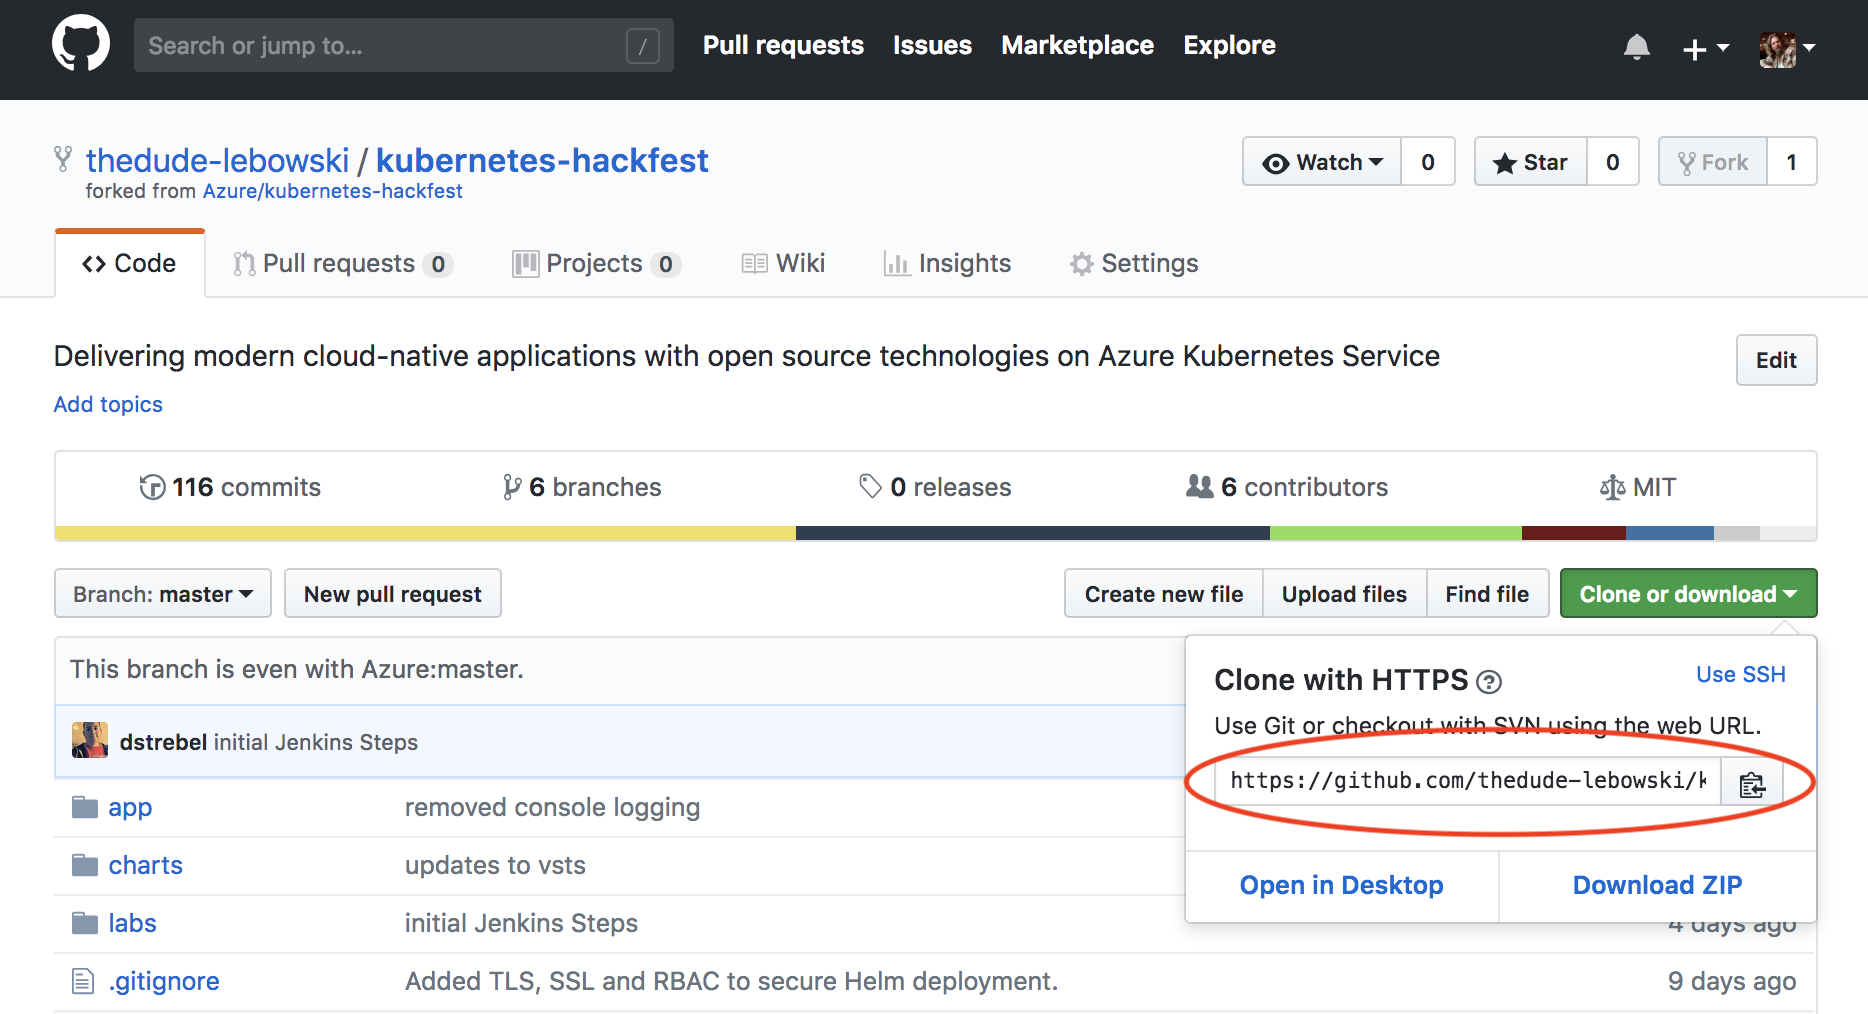 Search or jump to...
/
Pull requests Issues Marketplace Explore
thedude-lebowski / kubernetes-hackfest
forked from Azure/kubernetes-hackfest
Watch 0 Star 0 Fork 1
Code Pull requests 0 Projects 0 Wiki Insights Settings
Delivering modern cloud-native applications with open source technologies on Azure Kubernetes Service
Edit
Add topics
116 commits 6 branches 0 releases 6 contributors MIT
Branch: master New pull request Create new file Upload files Find file Clone or download
This branch is even with Azure:master.
Clone with HTTPS ? Use SSH
Use Git or checkout with SVN using the web URL.
https://github.com/thedude-lebowski/k
Open in Desktop Download ZIP
dstrebel initial Jenkins Steps
app removed console logging
charts updates to vsts
labs initial Jenkins Steps 4 days ago
.gitignore Added TLS, SSL and RBAC to secure Helm deployment. 9 days ago